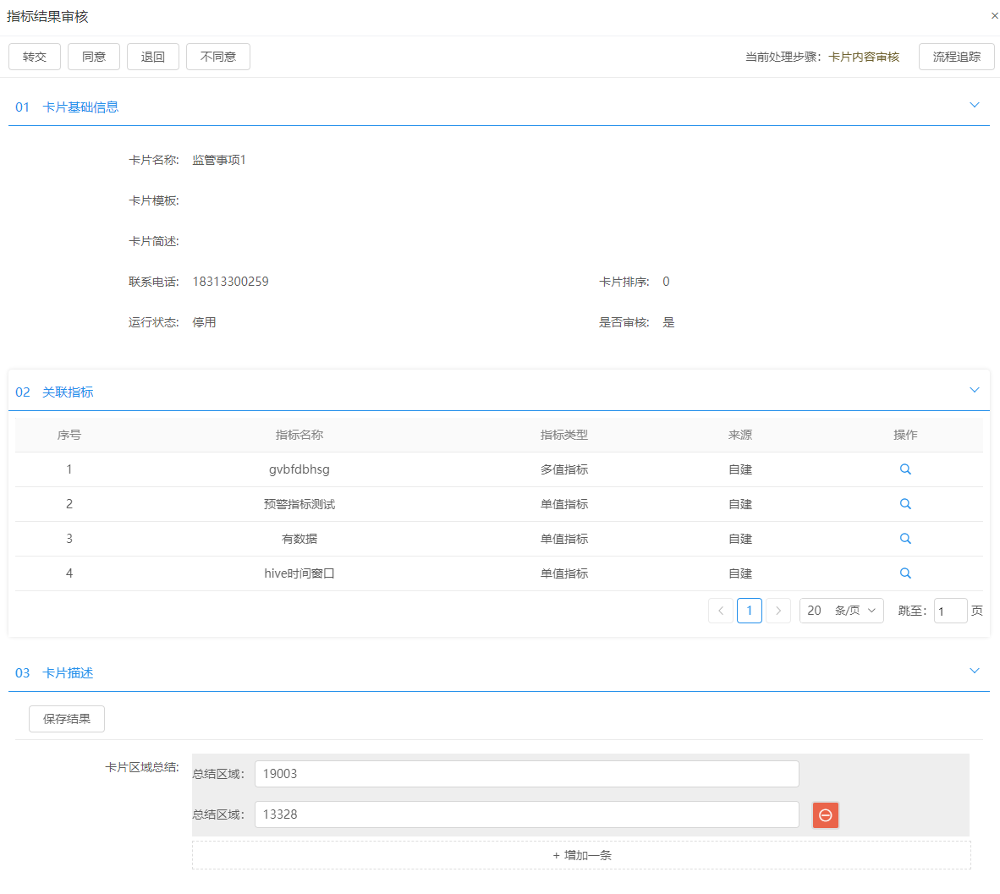 指标结果审核 ×
转交 同意 退回 不同意 当前处理步骤: 卡片内容审核 流程追踪
01 卡片基础信息
卡片名称: 监管事项1
卡片模板:
卡片简述:
联系电话: 18313300259 卡片排序: 0
运行状态: 停用 是否审核: 是
02 关联指标
序号 指标名称 指标类型 来源 操作
1 gvbfdbhsg 多值指标 自建
2 预警指标测试 单值指标 自建
3 有数据 单值指标 自建
4 hive时间窗口 单值指标 自建
1 20 条/页 跳至: 1 页
03 卡片描述
保存结果
卡片区域总结: 总结区域: 19003
总结区域: 13328
+ 增加一条